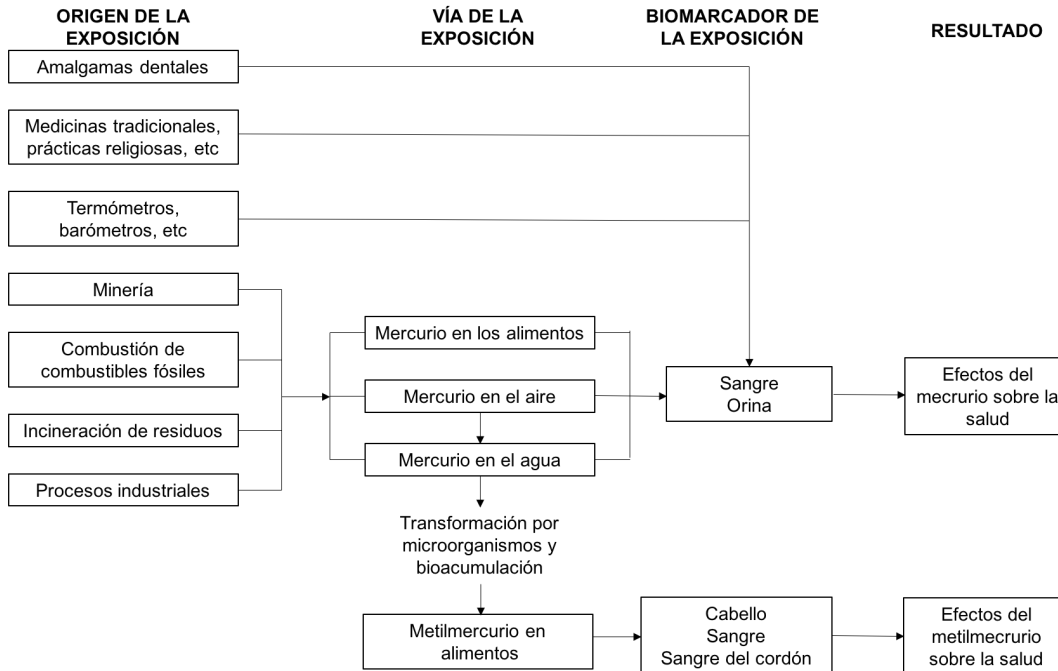 ORIGEN DE LA
EXPOSICIÓN
VÍA DE LA
EXPOSICIÓN
BIOMARCADOR DE
LA EXPOSICIÓN
RESULTADO
Amalgamas dentales
Medicinas tradicionales,
prácticas religiosas, etc
Termómetros,
barómetros, etc
Minería
Combustión de
combustibles fósiles
Incineración de residuos
Procesos industriales
Mercurio en los alimentos
Mercurio en el aire
Mercurio en el agua
Transformación por
microorganismos y
bioacumulación
Metilmercurio en
alimentos
Sangre
Orina
Cabello
Sangre
Sangre del cordón
Efectos del
mecrurio sobre la
salud
Efectos del
metilmecrurio
sobre la salud